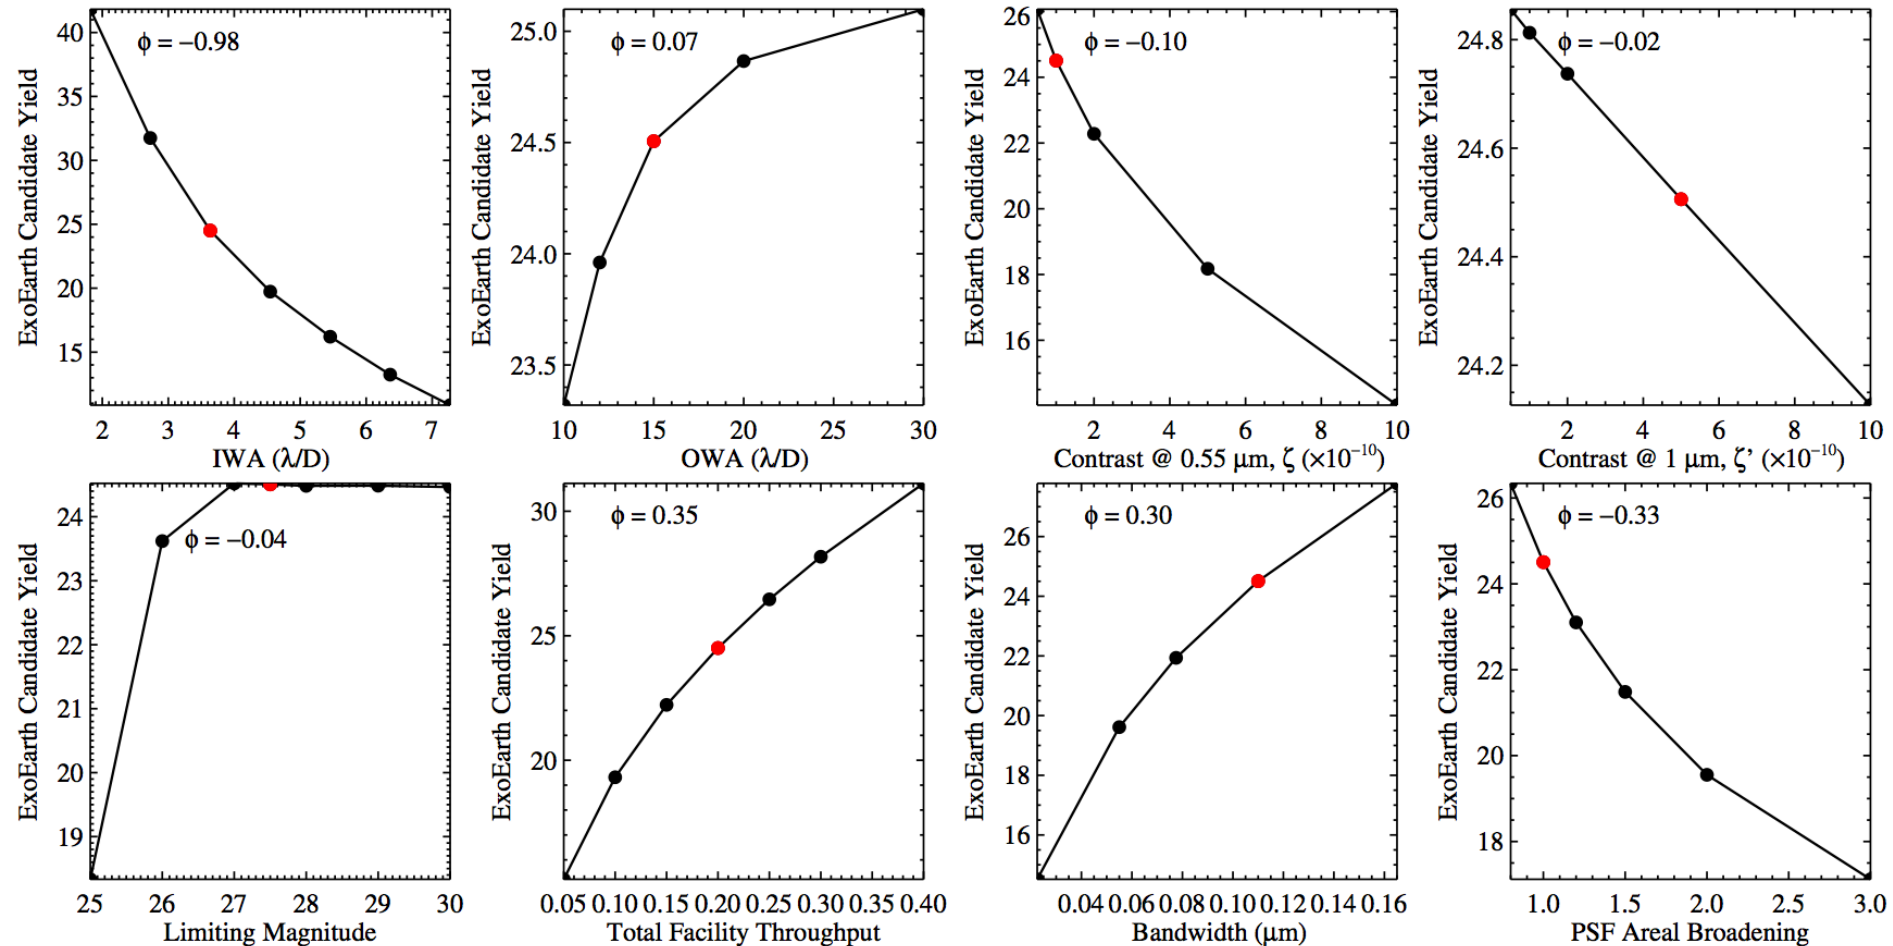 ExoEarth Candidate Yield
40
35
30
25
20
15
ϕ = −0.98
2 3 4 5 6 7
IWA (λ/D)
ExoEarth Candidate Yield
25.0
24.5
24.0
23.5
ϕ = 0.07
10 15 20 25 30
OWA (λ/D)
ExoEarth Candidate Yield
26
24
22
20
18
16
ϕ = −0.10
2 4 6 8 10
Contrast @ 0.55 μm, ζ (×10⁻¹⁰)
ExoEarth Candidate Yield
24.8
24.6
24.4
24.2
ϕ = −0.02
2 4 6 8 10
Contrast @ 1 μm, ζ’ (×10⁻¹⁰)
ExoEarth Candidate Yield
24
23
22
21
20
19
ϕ = −0.04
25 26 27 28 29 30
Limiting Magnitude
ExoEarth Candidate Yield
30
25
20
ϕ = 0.35
0.05 0.10 0.15 0.20 0.25 0.30 0.35 0.40
Total Facility Throughput
ExoEarth Candidate Yield
26
24
22
20
18
16
ϕ = 0.30
0.04 0.06 0.08 0.10 0.12 0.14 0.16
Bandwidth (μm)
ExoEarth Candidate Yield
26
24
22
20
18
ϕ = −0.33
1.0 1.5 2.0 2.5 3.0
PSF Areal Broadening